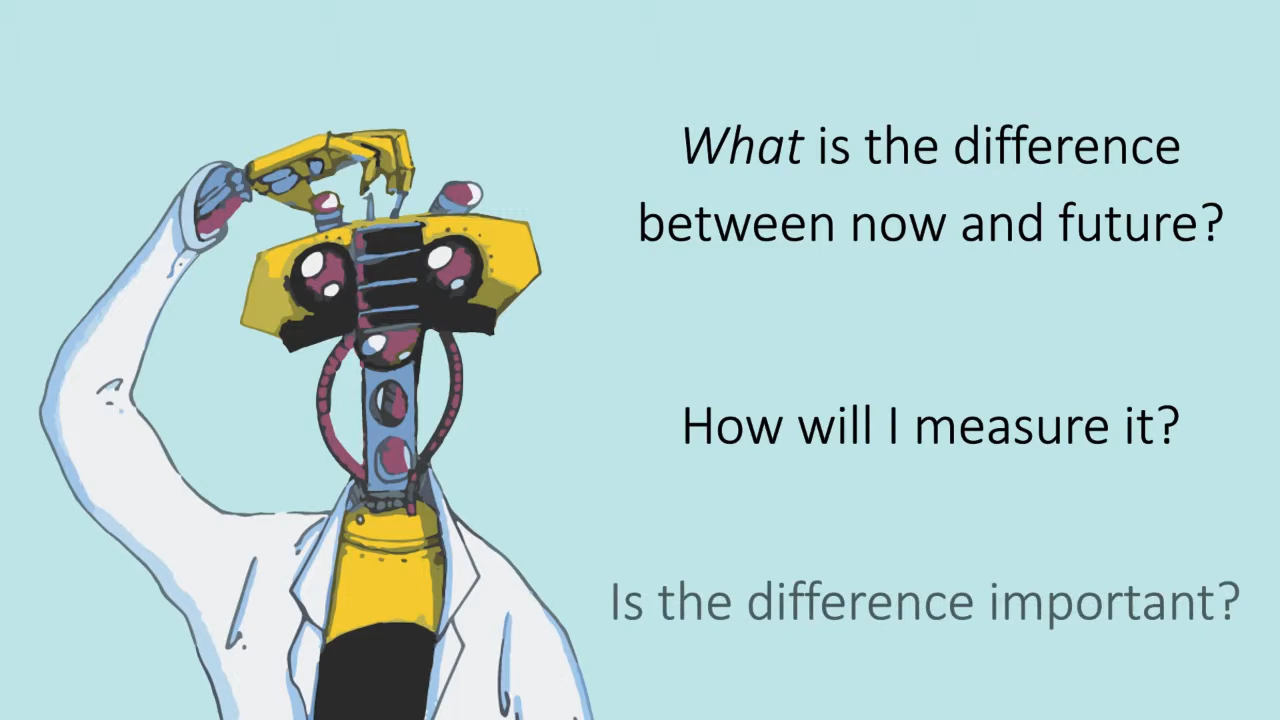 What is the difference
between now and future?
How will I measure it?
Is the difference important?